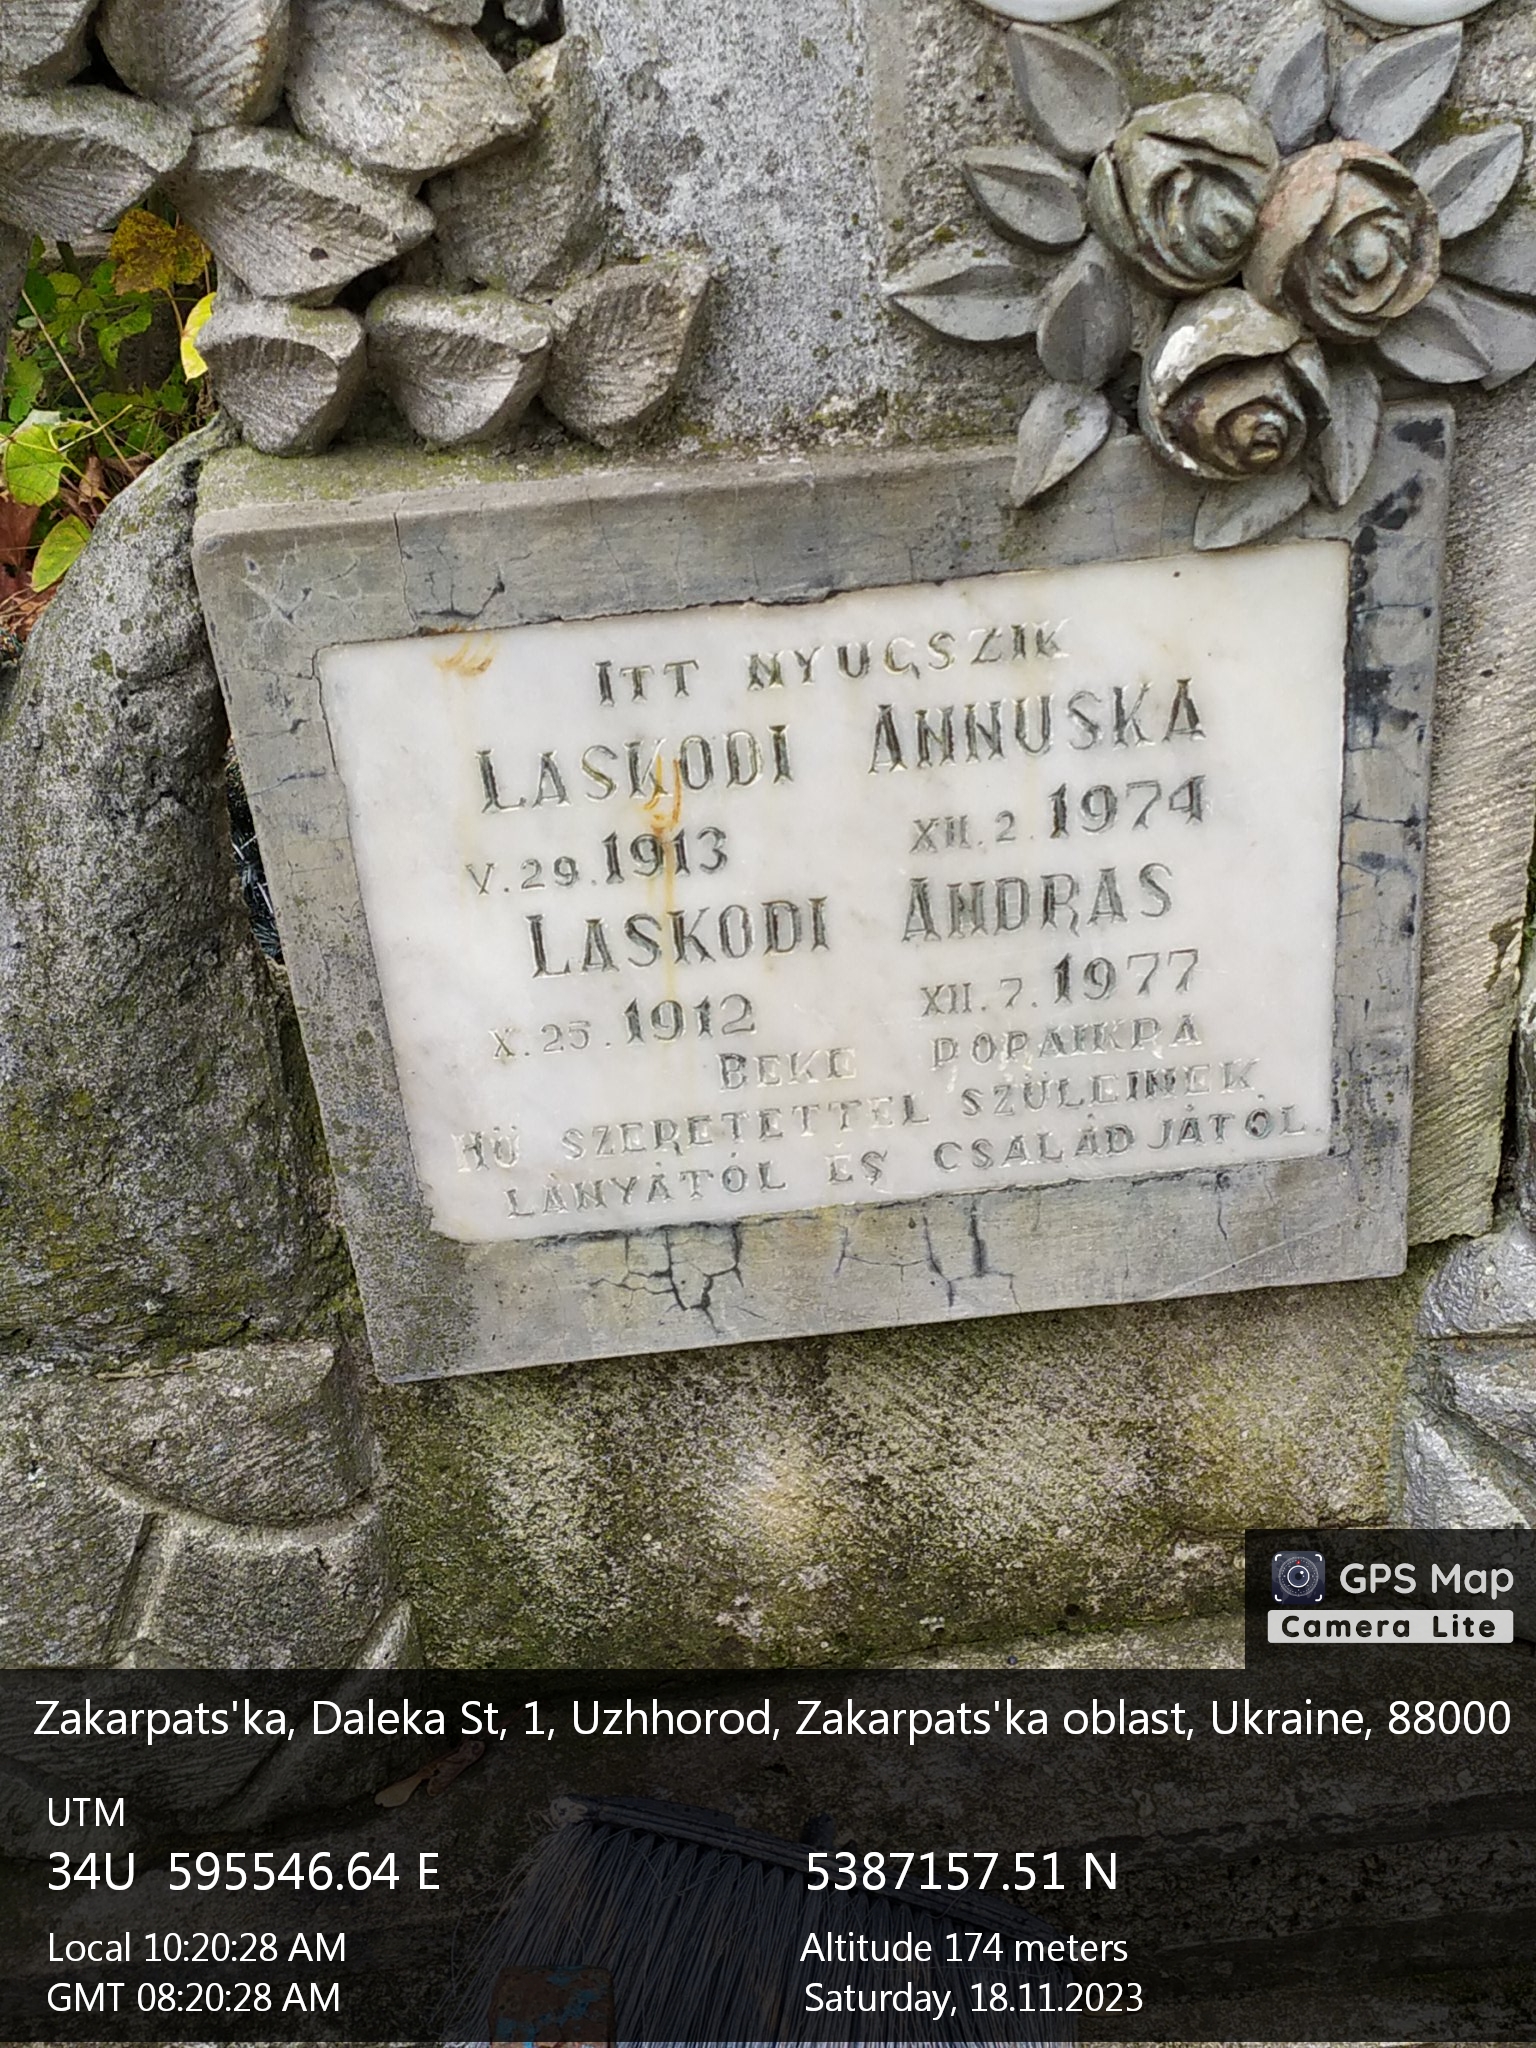 ITT NYUGSZIK
LASKODI ANNUSKA
V.29.1913 XII.2.1974
LASKODI ANDRAS
X.25.1912 XII.7.1977
BEKE PORAIKRA
HÜ SZERETETTEL SZÜLEINEK
LÁNYÁTÓL ÉS CSALÁDJÁTÓL.
GPS Map
Camera Lite
Zakarpats'ka, Daleka St, 1, Uzhhorod, Zakarpats'ka oblast, Ukraine, 88000
UTM
34U 595546.64 E 5387157.51 N
Local 10:20:28 AM Altitude 174 meters
GMT 08:20:28 AM Saturday, 18.11.2023